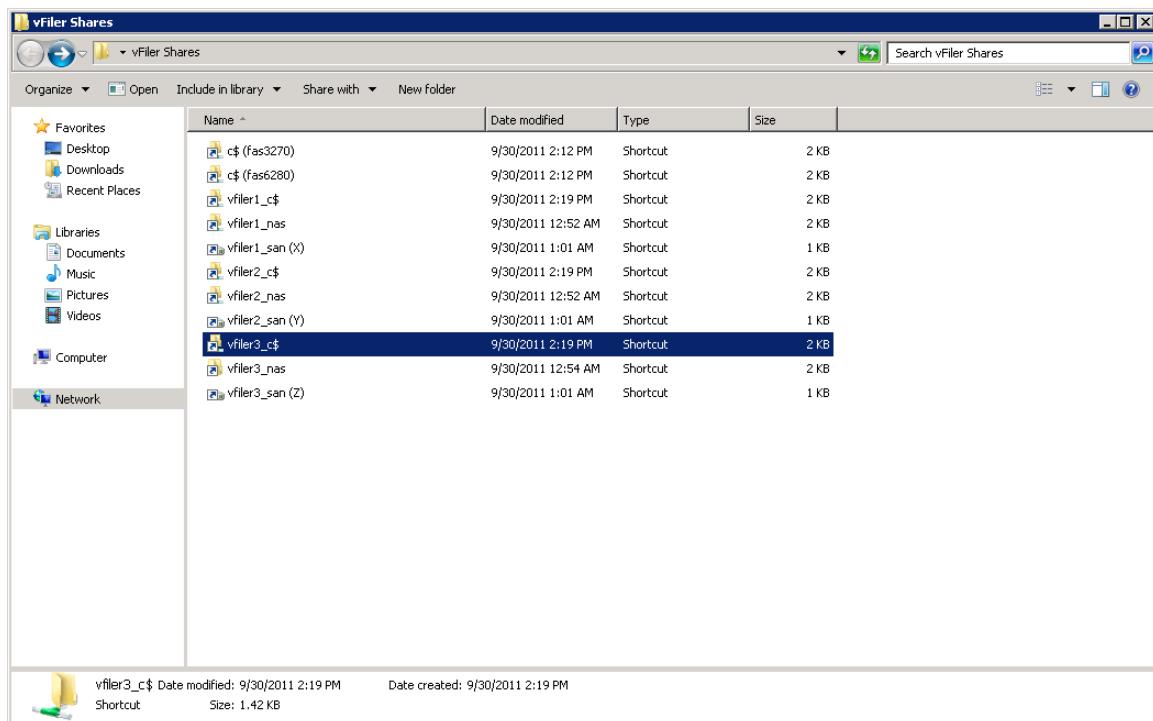 vFiler Shares
vFiler Shares Search vFiler Shares
Organize Open Include in library Share with New folder
Favorites
Desktop
Downloads
Recent Places
Libraries
Documents
Music
Pictures
Videos
Computer
Network
Name Date modified Type Size
c$ (fas3270) 9/30/2011 2:12 PM Shortcut 2 KB
c$ (fas6280) 9/30/2011 2:12 PM Shortcut 2 KB
vfiler1_c$ 9/30/2011 2:19 PM Shortcut 2 KB
vfiler1_nas 9/30/2011 12:52 AM Shortcut 2 KB
vfiler1_san (X) 9/30/2011 1:01 AM Shortcut 1 KB
vfiler2_c$ 9/30/2011 2:19 PM Shortcut 2 KB
vfiler2_nas 9/30/2011 12:52 AM Shortcut 2 KB
vfiler2_san (Y) 9/30/2011 1:01 AM Shortcut 1 KB
vfiler3_c$ 9/30/2011 2:19 PM Shortcut 2 KB
vfiler3_nas 9/30/2011 12:54 AM Shortcut 2 KB
vfiler3_san (Z) 9/30/2011 1:01 AM Shortcut 1 KB
vfiler3_c$ Date modified: 9/30/2011 2:19 PM Date created: 9/30/2011 2:19 PM
Shortcut Size: 1.42 KB